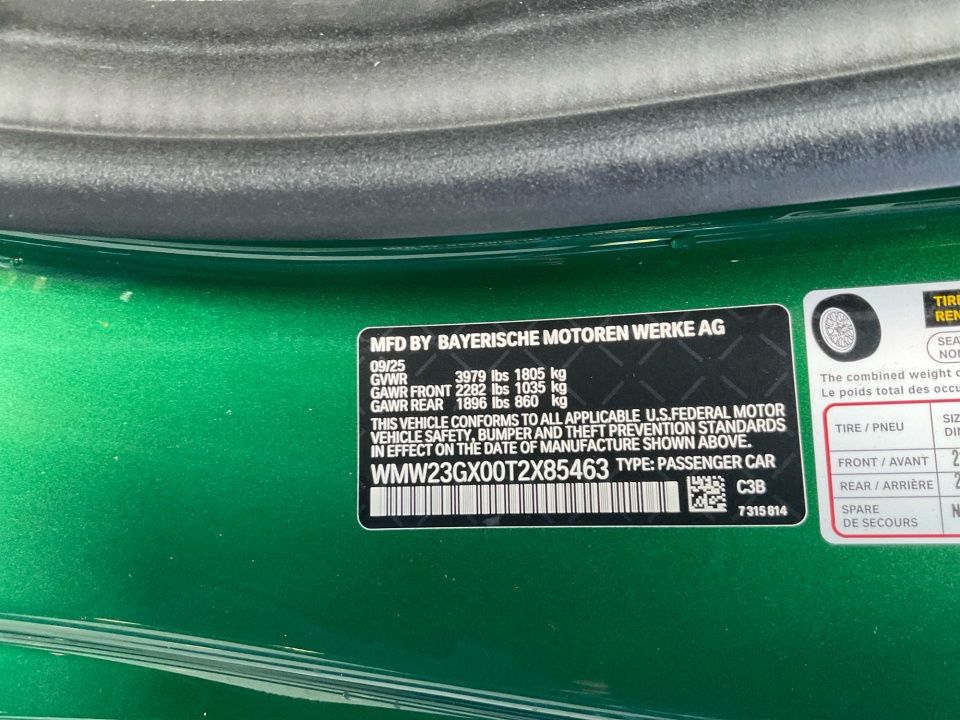 MFD BY BAYERISCHE MOTOREN WERKE AG
09/25
GVWR 3979 lbs 1805 kg
GAWR FRONT 2282 lbs 1035 kg
GAWR REAR 1896 lbs 860 kg
THIS VEHICLE CONFORMS TO ALL APPLICABLE U.S.FEDERAL MOTOR
VEHICLE SAFETY, BUMPER AND THEFT PREVENTION STANDARDS
IN EFFECT ON THE DATE OF MANUFACTURE SHOWN ABOVE.
WMW23GX00T2X85463 TYPE: PASSENGER CAR
C3B
7315814
The combined weight
Le poids total des
TIRE / PNEU
FRONT / AVANT
REAR / ARRIÈRE
SPARE
DE SECOURS